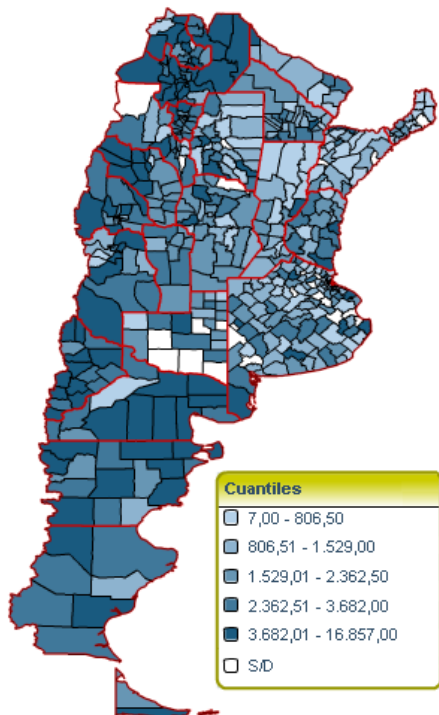 Cuantiles
7,00 - 806,50
806,51 - 1.529,00
1.529,01 - 2.362,50
2.362,51 - 3.682,00
3.682,01 - 16.857,00
S/D